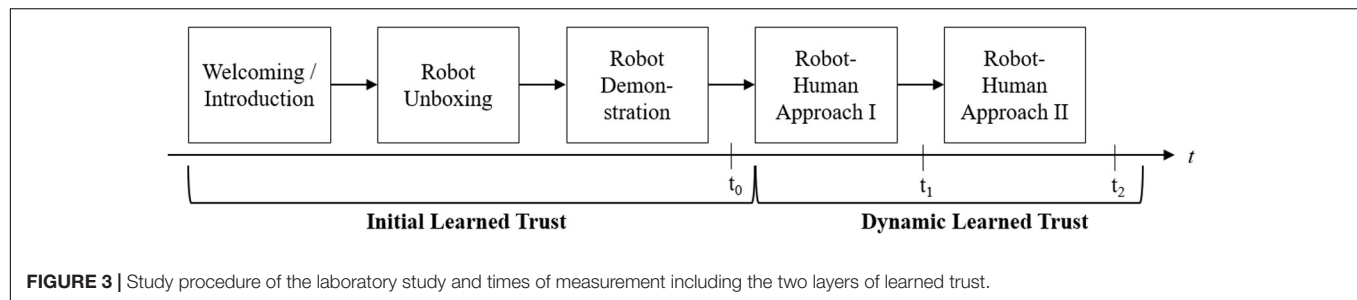 Welcoming /
Introduction
Robot
Unboxing
Robot
Demon-
stration
Robot-
Human
Approach I
Robot-
Human
Approach II
t
t0
t1
t2
Initial Learned Trust
Dynamic Learned Trust
FIGURE 3 | Study procedure of the laboratory study and times of measurement including the two layers of learned trust.